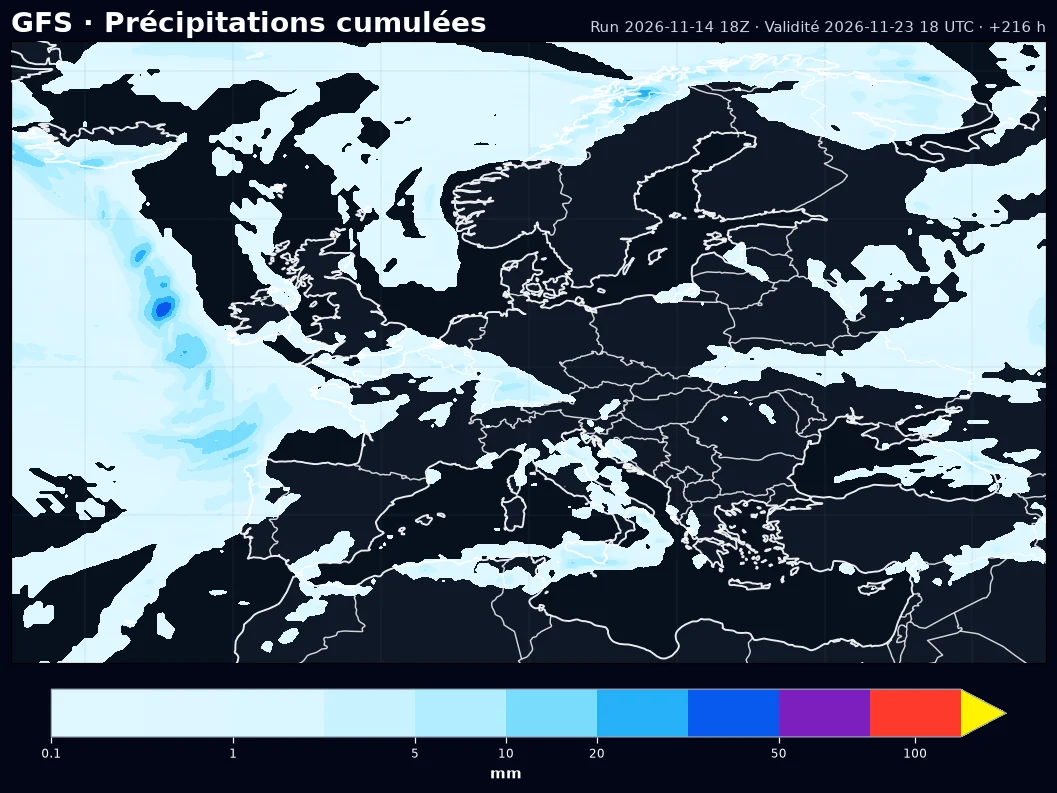 GFS · Précipitations cumulées
Run 2026-11-14 18Z · Validité 2026-11-23 18 UTC · +216 h
0.1 1 5 10 20 50 100
mm